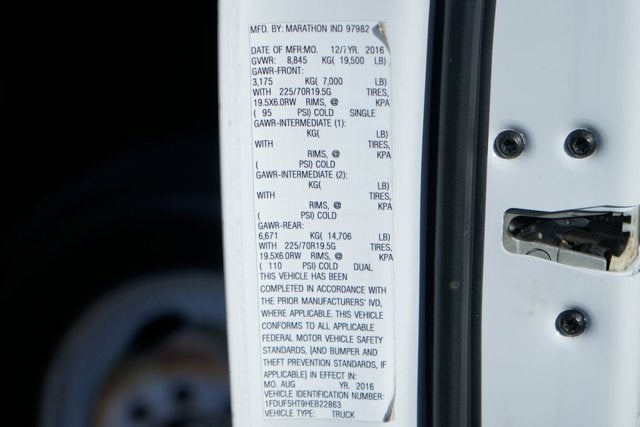 MFD. BY: MARATHON IND 97982
DATE OF MFR:MO. 12/ YR. 2016
GVWR: 8,845 KG( 19,500 LB)
GAWR-FRONT:
3,175 KG( 7,000 LB)
WITH 225/70R19.5G TIRES,
19.5X6.0RW RIMS, @ KPA
( 95 PSI) COLD SINGLE
GAWR-INTERMEDIATE (1):
KG( LB)
WITH TIRES,
RIMS, @ KPA
( PSI) COLD
GAWR-INTERMEDIATE (2):
KG( LB)
WITH TIRES,
RIMS, @ KPA
( PSI) COLD
GAWR-REAR:
6,671 KG( 14,706 LB)
WITH 225/70R19.5G TIRES,
19.5X6.0RW RIMS, @ KPA
( 110 PSI) COLD DUAL
THIS VEHICLE HAS BEEN
COMPLETED IN ACCORDANCE WITH
THE PRIOR MANUFACTURERS' IVD,
WHERE APPLICABLE. THIS VEHICLE
CONFORMS TO ALL APPLICABLE
FEDERAL MOTOR VEHICLE SAFETY
STANDARDS, [AND BUMPER AND
THEFT PREVENTION STANDARDS, IF
APPLICABLE] IN EFFECT IN:
MO. AUG YR. 2016
VEHICLE IDENTIFICATION NUMBER:
1FDUF5HT9HEB22863
VEHICLE TYPE: TRUCK